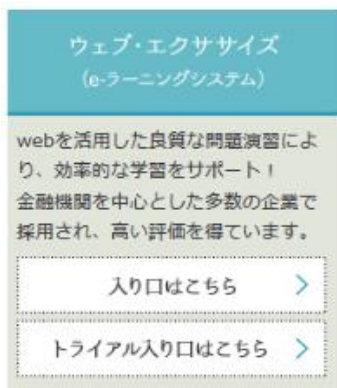 ウェブ・エクササイズ
(e-ラーニングシステム)
webを活用した良質な問題演習によ
り、効率的な学習をサポート！
金融機関を中心とした多数の企業で
採用され、高い評価を得ています。
入り口はこちら
トライアル入り口はこちら